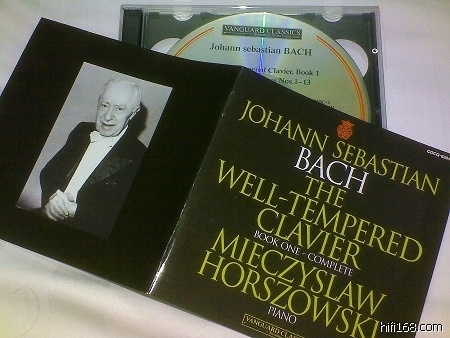 VANGUARD CLASSICS
Johann sebastian BACH
Clavier, Book 1
Nos.1-13
JOHANN SEBASTIAN
BACH
THE
WELL-TEMPERED
CLAVIER
BOOK ONE - COMPLETE
MIECZYSLAW
HORSZOWSKI
PIANO
VANGUARD CLASSICS
hifi168.com